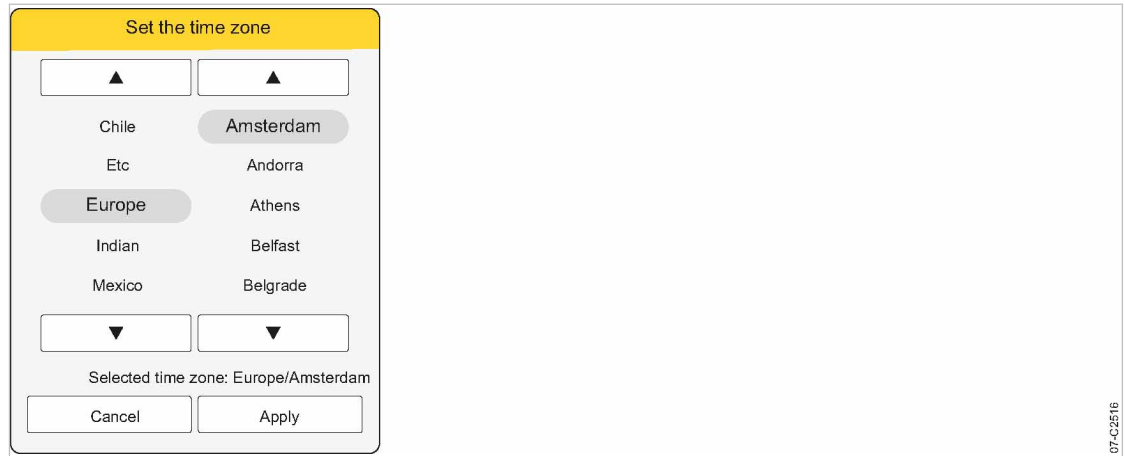 Set the time zone
▲ ▲
Chile Amsterdam
Etc Andorra
Europe Athens
Indian Belfast
Mexico Belgrade
▼ ▼
Selected time zone: Europe/Amsterdam
Cancel Apply
07-C2516